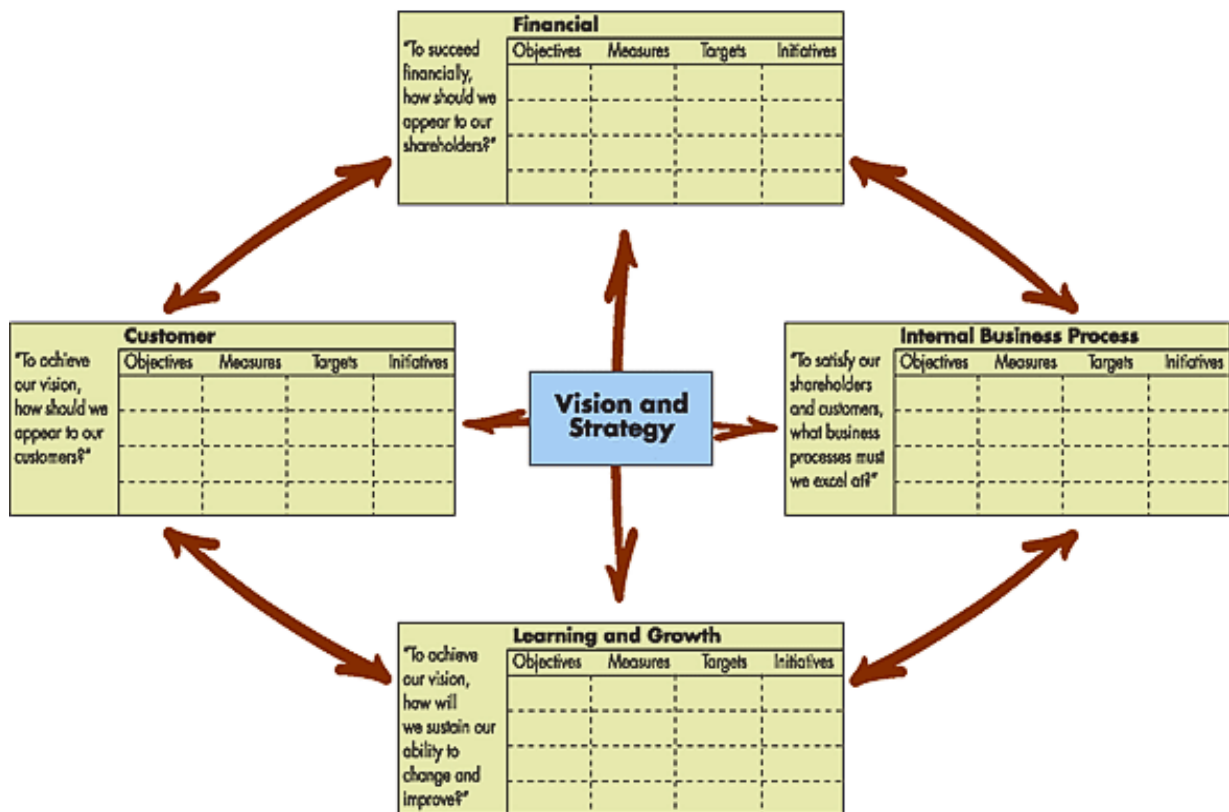 Financial
"To succeed
financially,
how should we
appear to our
shareholders?"
Objectives Measures Targets Initiatives
Customer
"To achieve
our vision,
how should we
appear to our
customers?"
Objectives Measures Targets Initiatives
Vision and
Strategy
Internal Business Process
"To satisfy our
shareholders
and customers,
what business
processes must
we excel at?"
Objectives Measures Targets Initiatives
Learning and Growth
"To achieve
our vision,
how will
we sustain our
ability to
change and
improve?"
Objectives Measures Targets Initiatives